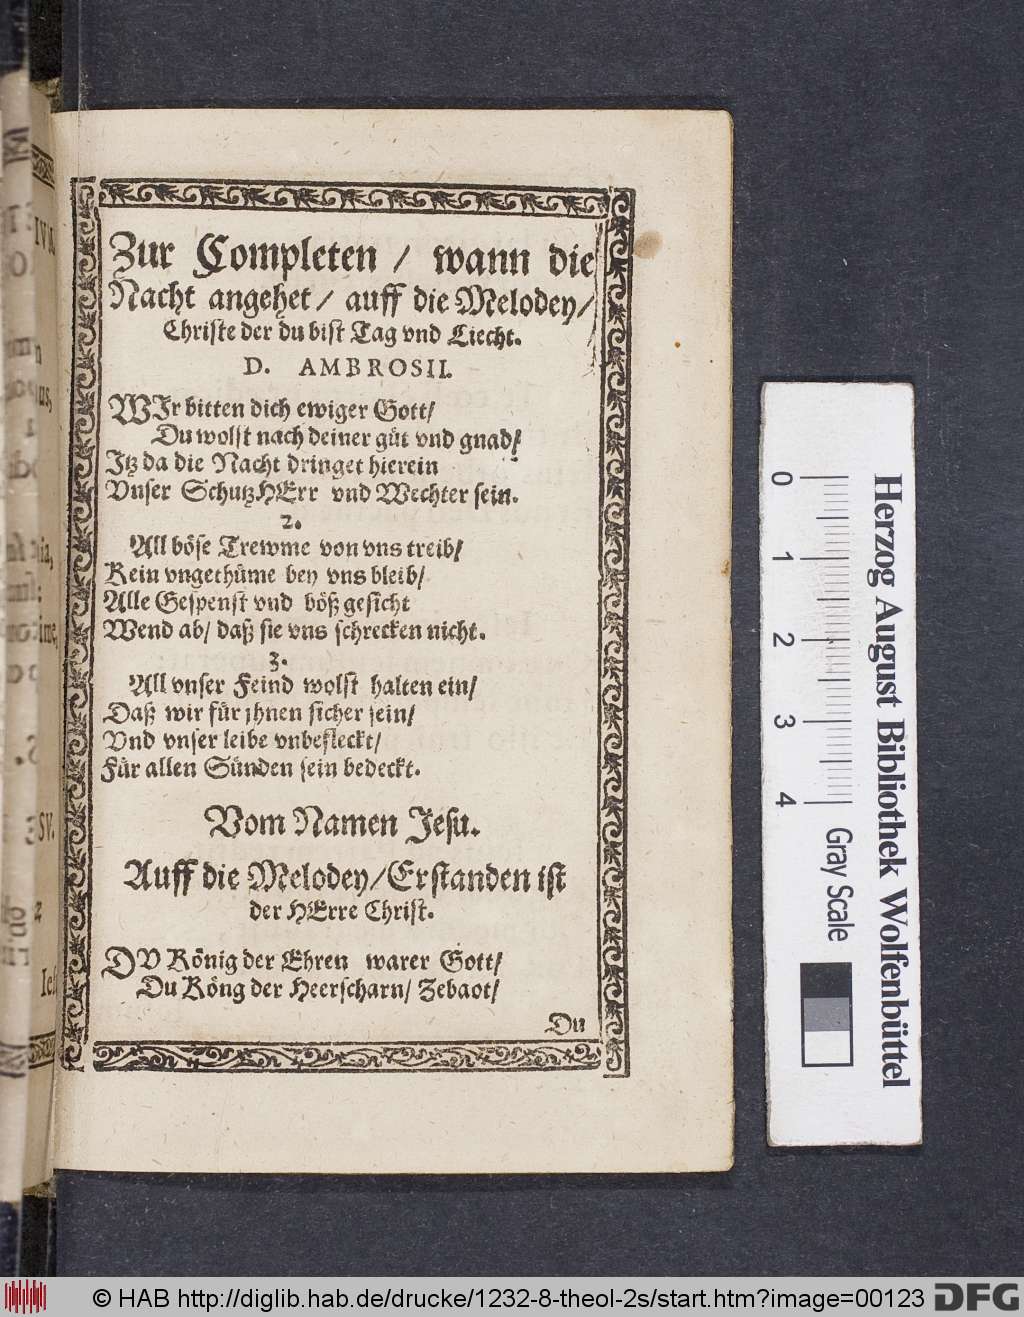 Zur Completen / wann die
Nacht angehet / auff die Melodey /
Christe der du bist Tag vnd Liecht.
D. AMBROSII.
WIr bitten dich ewiger Gott /
Du wolst nach deiner güt vnd gnad /
Itz da die Nacht dringet hierein
Vnser SchutzHErr vnd Wechter sein.
2.
All böse Trewme von vns treib /
Kein vngethüme bey vns bleib /
Alle Gespenst vnd böß gesicht
Wend ab / daß sie vns schrecken nicht.
3.
All vnser Feind wolst halten ein /
Daß wir für jhnen sicher sein /
Vnd vnser leibe vnbefleckt /
Für allen Sünden sein bedeckt.
Vom Namen Jesu.
Auff die Melodey / Erstanden ist
der HErre Christ.
DV König der Ehren warer Gott /
Du Köng der Heerscharn / Zebaot /
Du
0
1
2
3
4
Gray Scale
Herzog August Bibliothek Wolfenbüttel
© HAB http://diglib.hab.de/drucke/1232-8-theol-2s/start.htm?image=00123
DFG